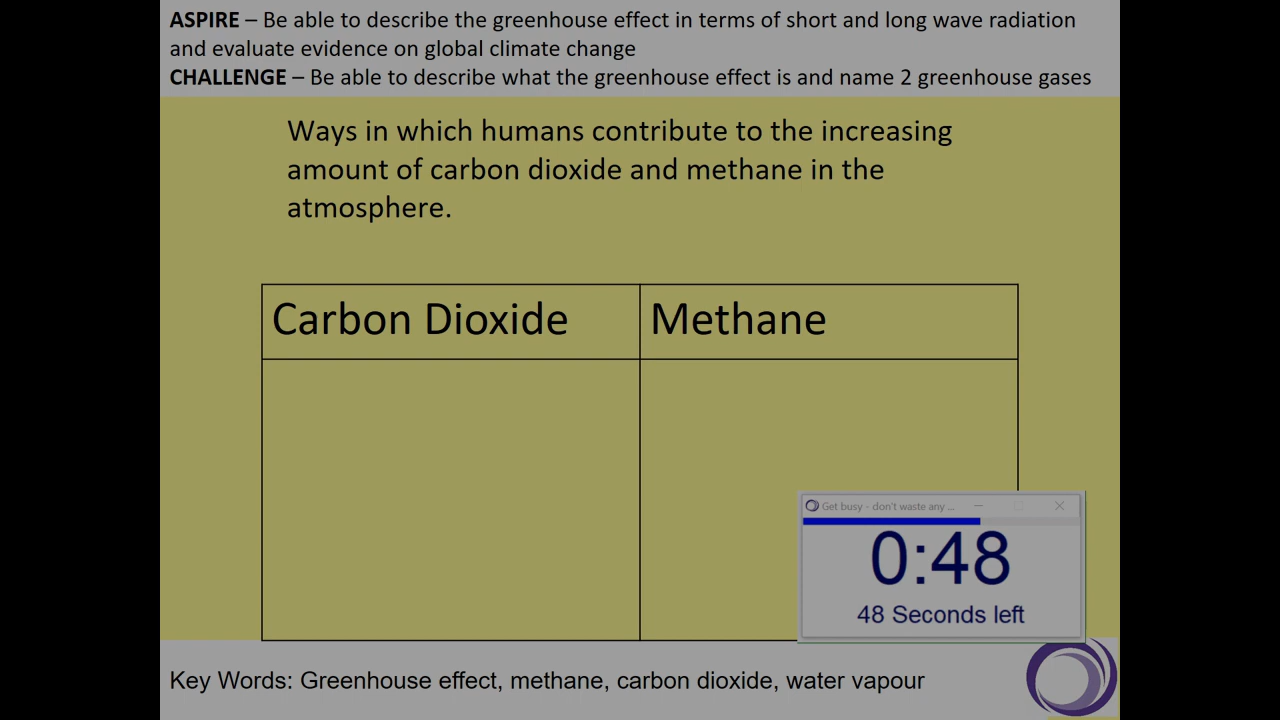 ASPIRE – Be able to describe the greenhouse effect in terms of short and long wave radiation
and evaluate evidence on global climate change
CHALLENGE – Be able to describe what the greenhouse effect is and name 2 greenhouse gases
Ways in which humans contribute to the increasing
amount of carbon dioxide and methane in the
atmosphere.
Carbon Dioxide
Methane
Get busy - don't waste any ...
0:48
48 Seconds left
Key Words: Greenhouse effect, methane, carbon dioxide, water vapour